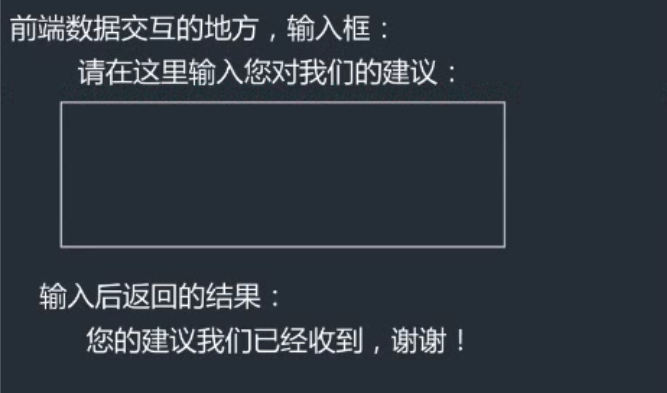 前端数据交互的地方，输入框：
请在这里输入您对我们的建议：
输入后返回的结果：
您的建议我们已经收到，谢谢！